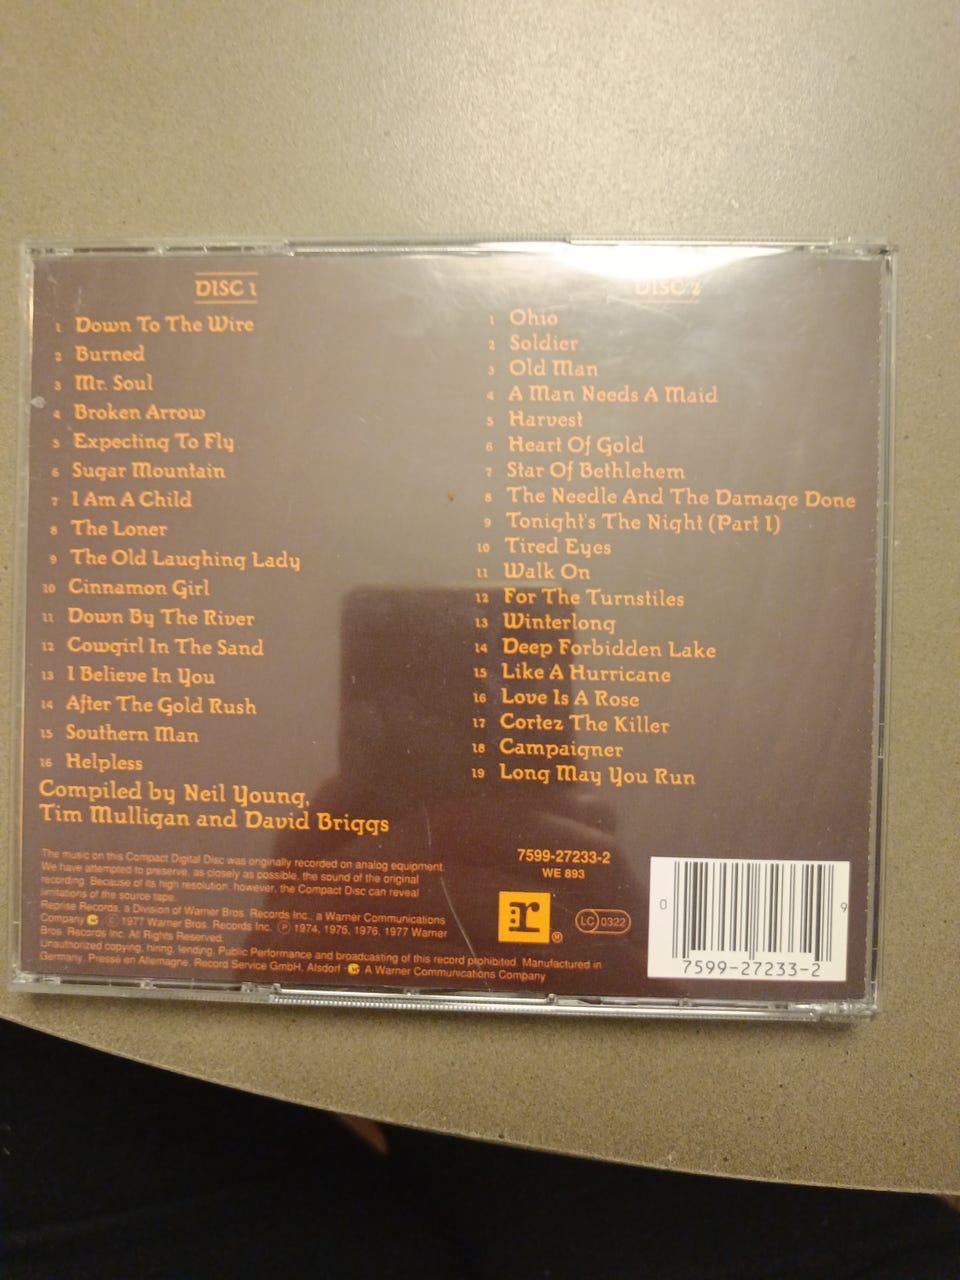 DISC 1
1 Down To The Wire
2 Burned
3 Mr. Soul
4 Broken Arrow
5 Expecting To Fly
6 Sugar Mountain
7 I Am A Child
8 The Loner
9 The Old Laughing Lady
10 Cinnamon Girl
11 Down By The River
12 Cowgirl In The Sand
13 I Believe In You
14 After The Gold Rush
15 Southern Man
16 Helpless
Compiled by Neil Young,
Tim Mulligan and David Briggs
DISC 2
1 Ohio
2 Soldier
3 Old Man
4 A Man Needs A Maid
5 Harvest
6 Heart Of Gold
7 Star Of Bethlehem
8 The Needle And The Damage Done
9 Tonight's The Night (Part 1)
10 Tired Eyes
11 Walk On
12 For The Turnstiles
13 Winterlong
14 Deep Forbidden Lake
15 Like A Hurricane
16 Love Is A Rose
17 Cortez The Killer
18 Campaigner
19 Long May You Run
The music on this Compact Digital Disc was originally recorded on analog equipment.
We have attempted to preserve, as closely as possible, the sound of the original
recording. Because of its high resolution, however, the Compact Disc can reveal
limitations of the source tape.
Reprise Records, a Division of Warner Bros. Records Inc., a Warner Communications
Company © 1977 Warner Bros. Records Inc. ℗ 1974, 1975, 1976, 1977 Warner
Bros. Records Inc. All Rights Reserved.
Unauthorized copying, hiring, lending, Public Performance and broadcasting of this record prohibited. Manufactured in
Germany. Pressé en Allemagne. Record Service GmbH, Alsdorf · A Warner Communications Company
7599-27233-2
WE 893
r ®
LC 0322
0 9
7599-27233-2